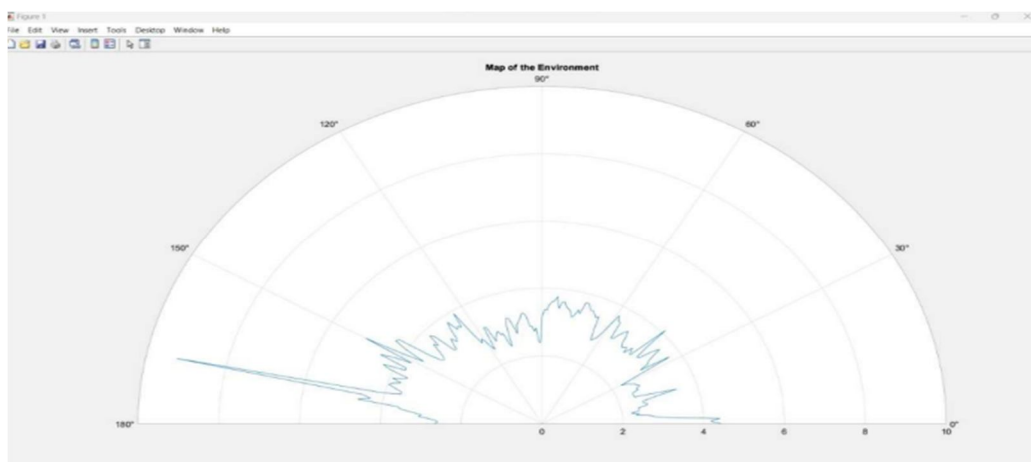 Figure 1
File Edit View Insert Tools Desktop Window Help
Map of the Environment
90°
120° 60°
150° 30°
180° 0°
0 2 4 6 8 10